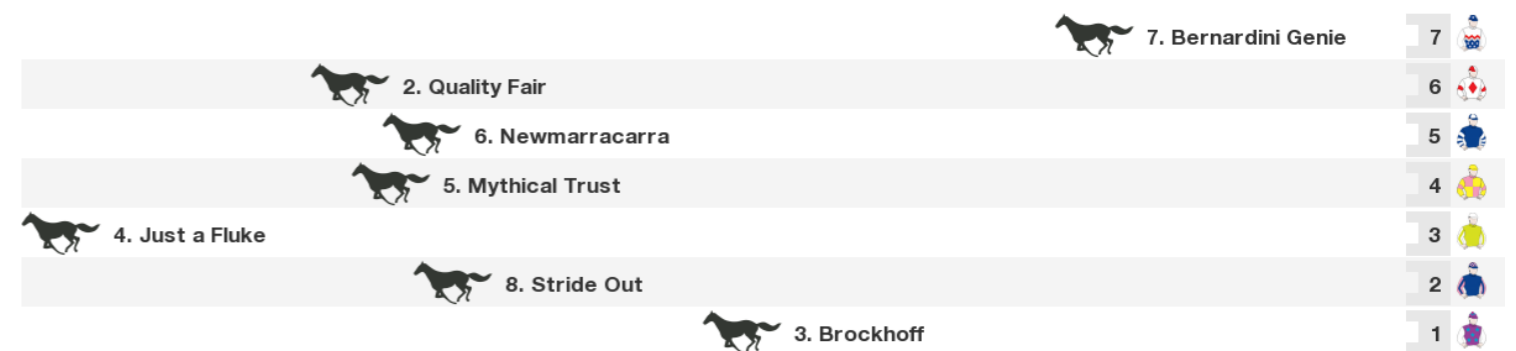 7. Bernardini Genie 7
2. Quality Fair 6
6. Newmarracarra 5
5. Mythical Trust 4
4. Just a Fluke 3
8. Stride Out 2
3. Brockhoff 1